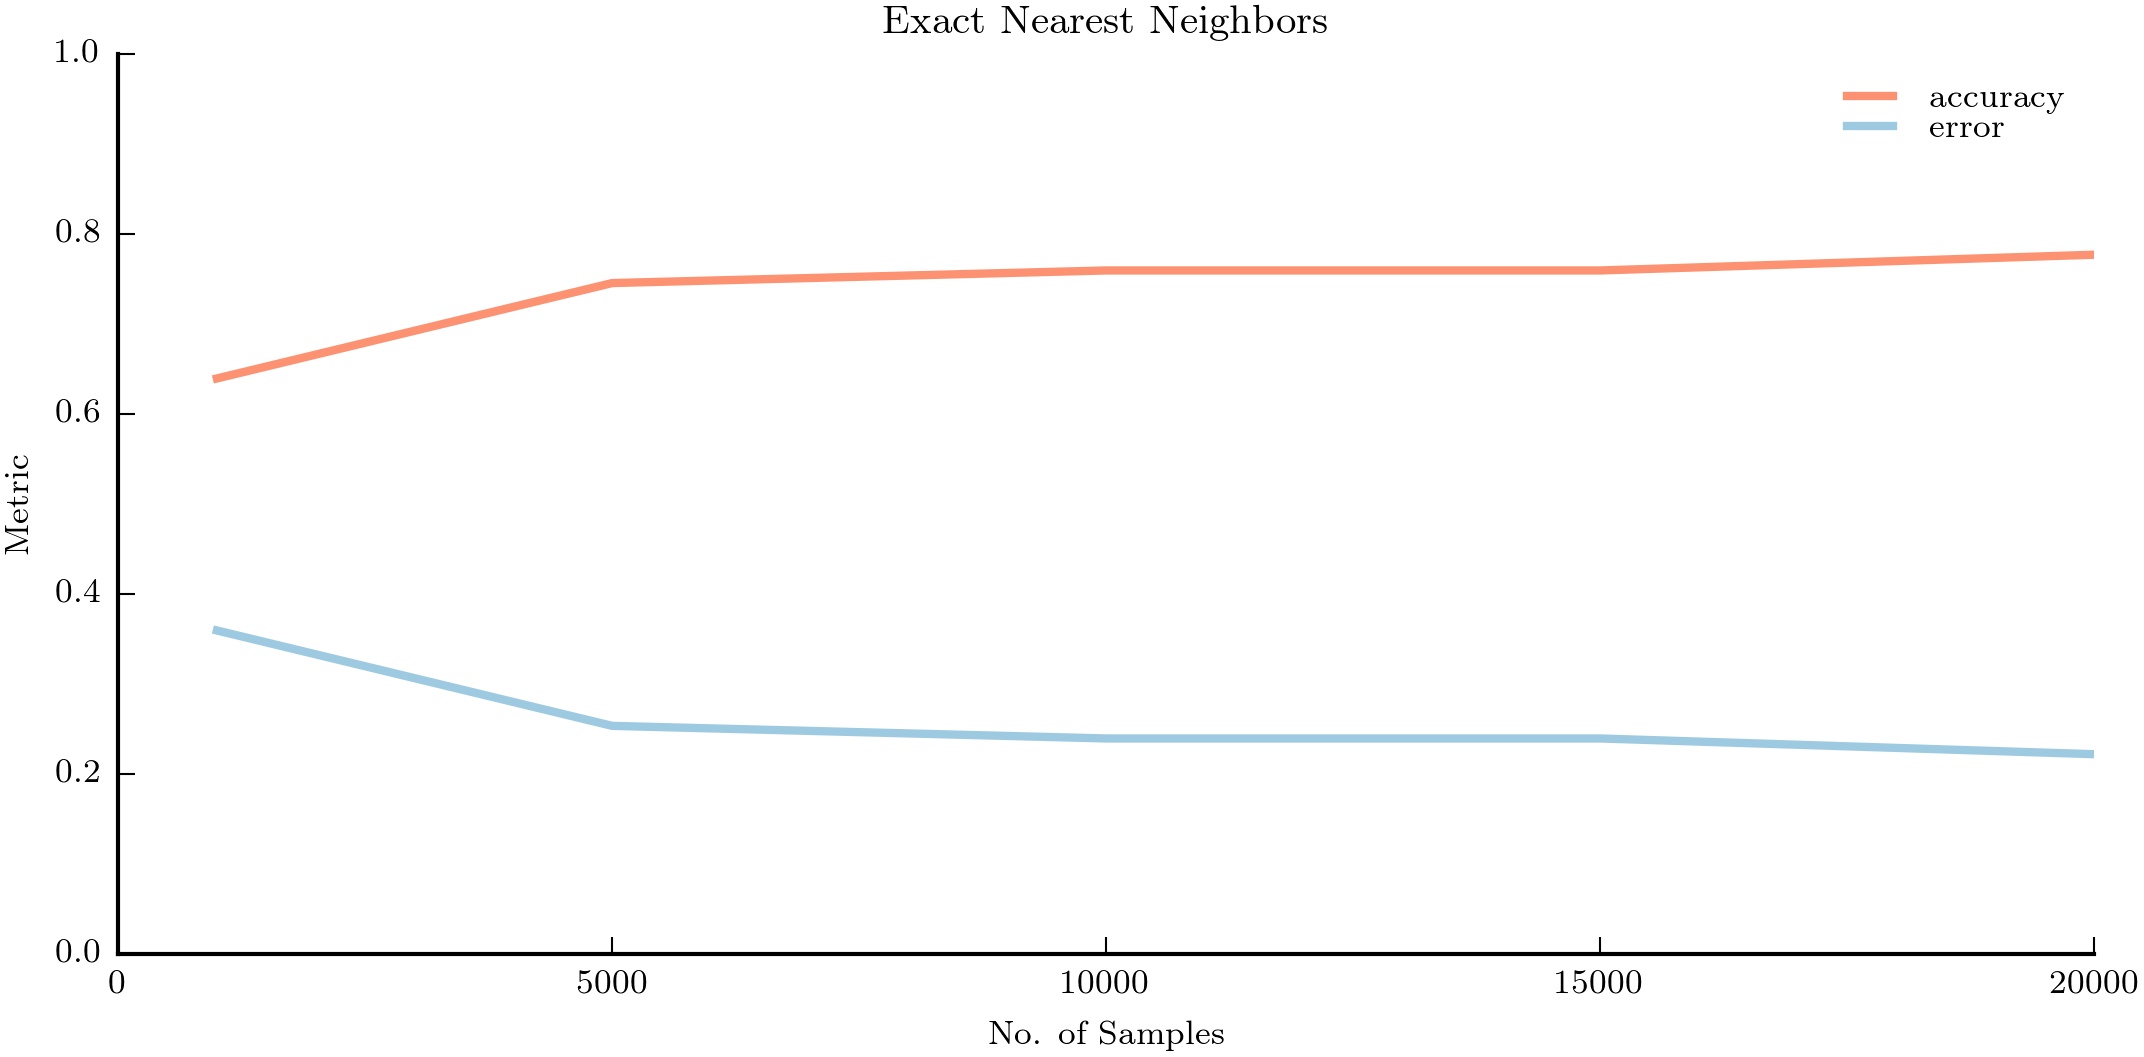 Exact Nearest Neighbors
1.0
accuracy
error
0.8
0.6
Metric
0.4
0.2
0.0
0 5000 10000 15000 20000
No. of Samples